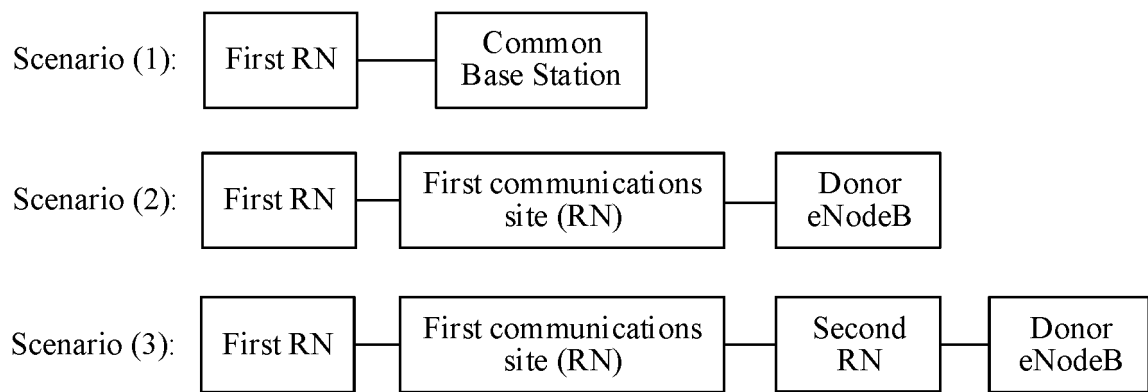 Scenario (1):
First RN
Common
Base Station
Scenario (2):
First RN
First communications
site (RN)
Donor
eNodeB
Scenario (3):
First RN
First communications
site (RN)
Second
RN
Donor
eNodeB